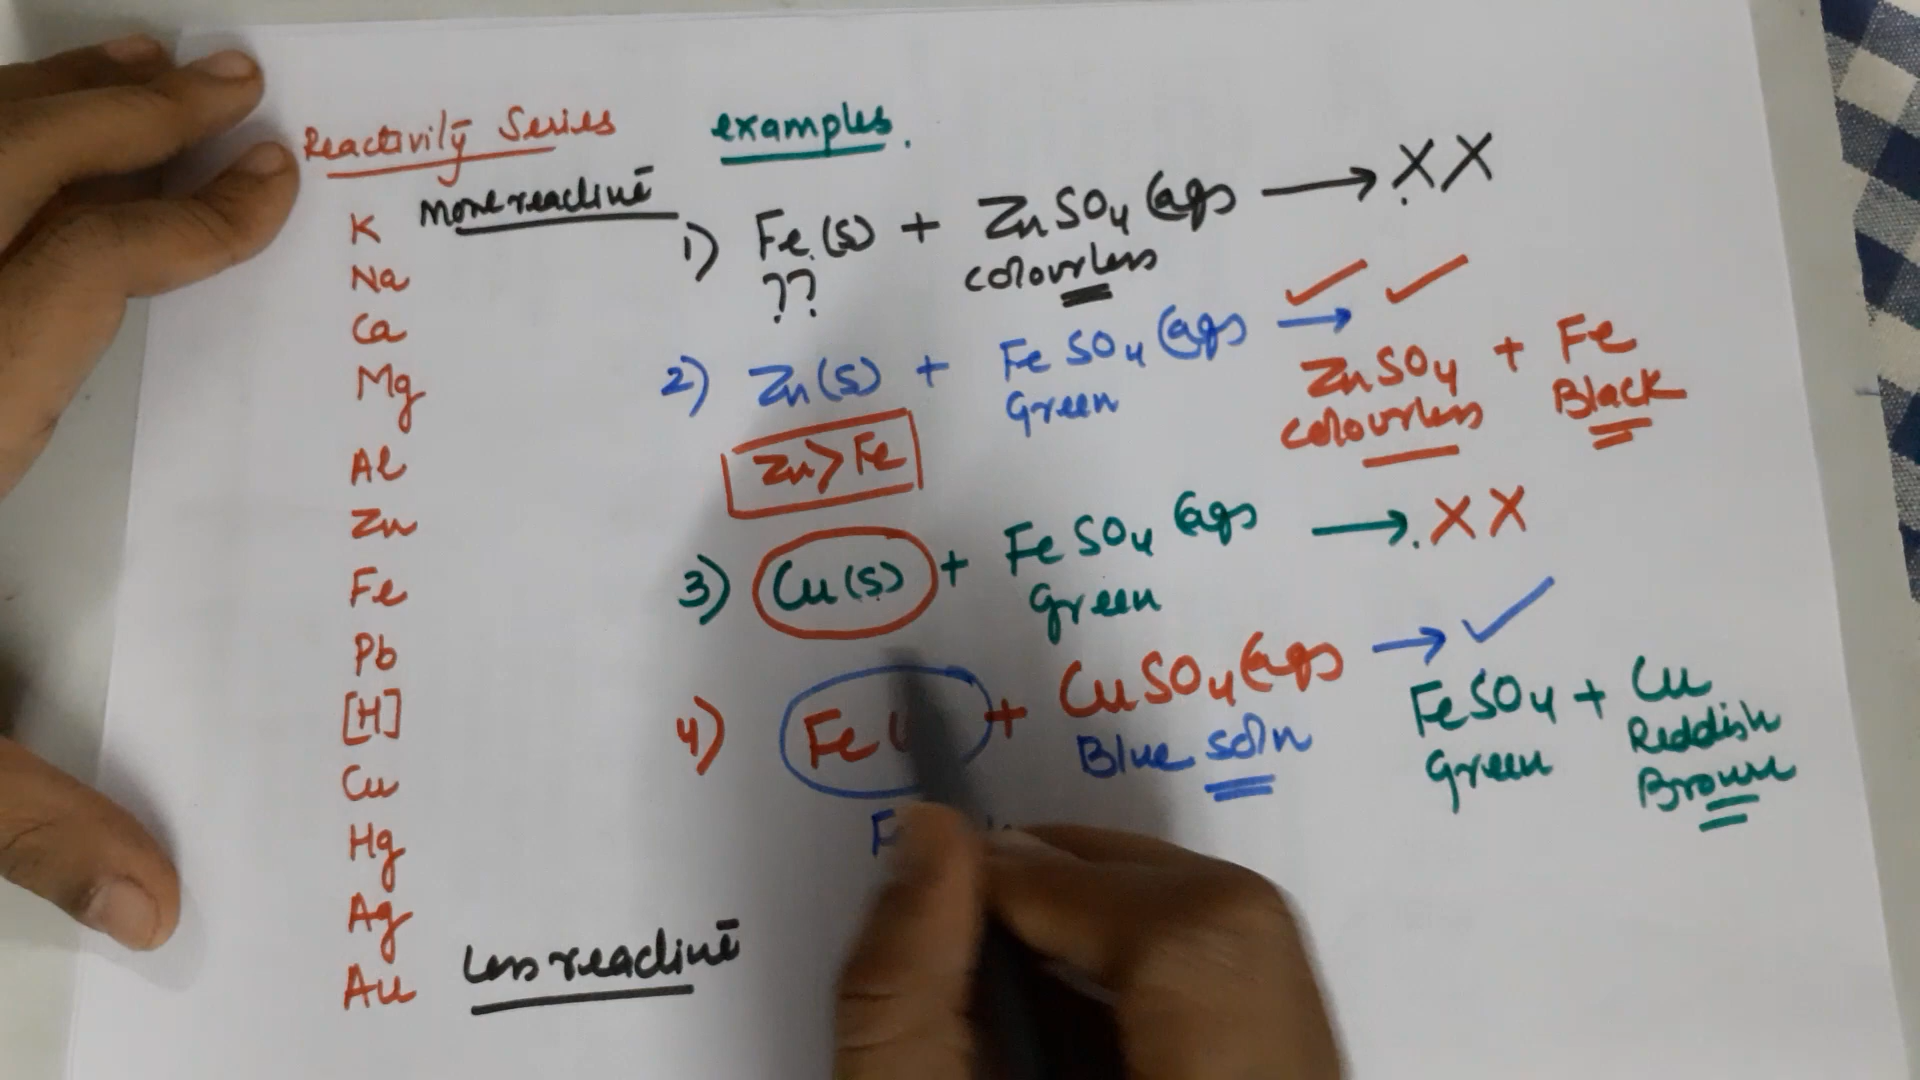 Reactivity Series
More reactive
K
Na
Ca
Mg
Al
Zn
Fe
Pb
[H]
Cu
Hg
Ag
Au
Less reactive
examples.
1) Fe(s) + ZnSO4 (aq) → XX
?? colourless
2) Zn(s) + FeSO4 (aq) → ✓ ✓
Green
ZnSO4 + Fe
colourless Black
Zn > Fe
3) Cu(s) + FeSO4 (aq) → XX
green
4) Fe + CuSO4 (aq) → ✓
Blue soln
FeSO4 + Cu
green Reddish
Brown